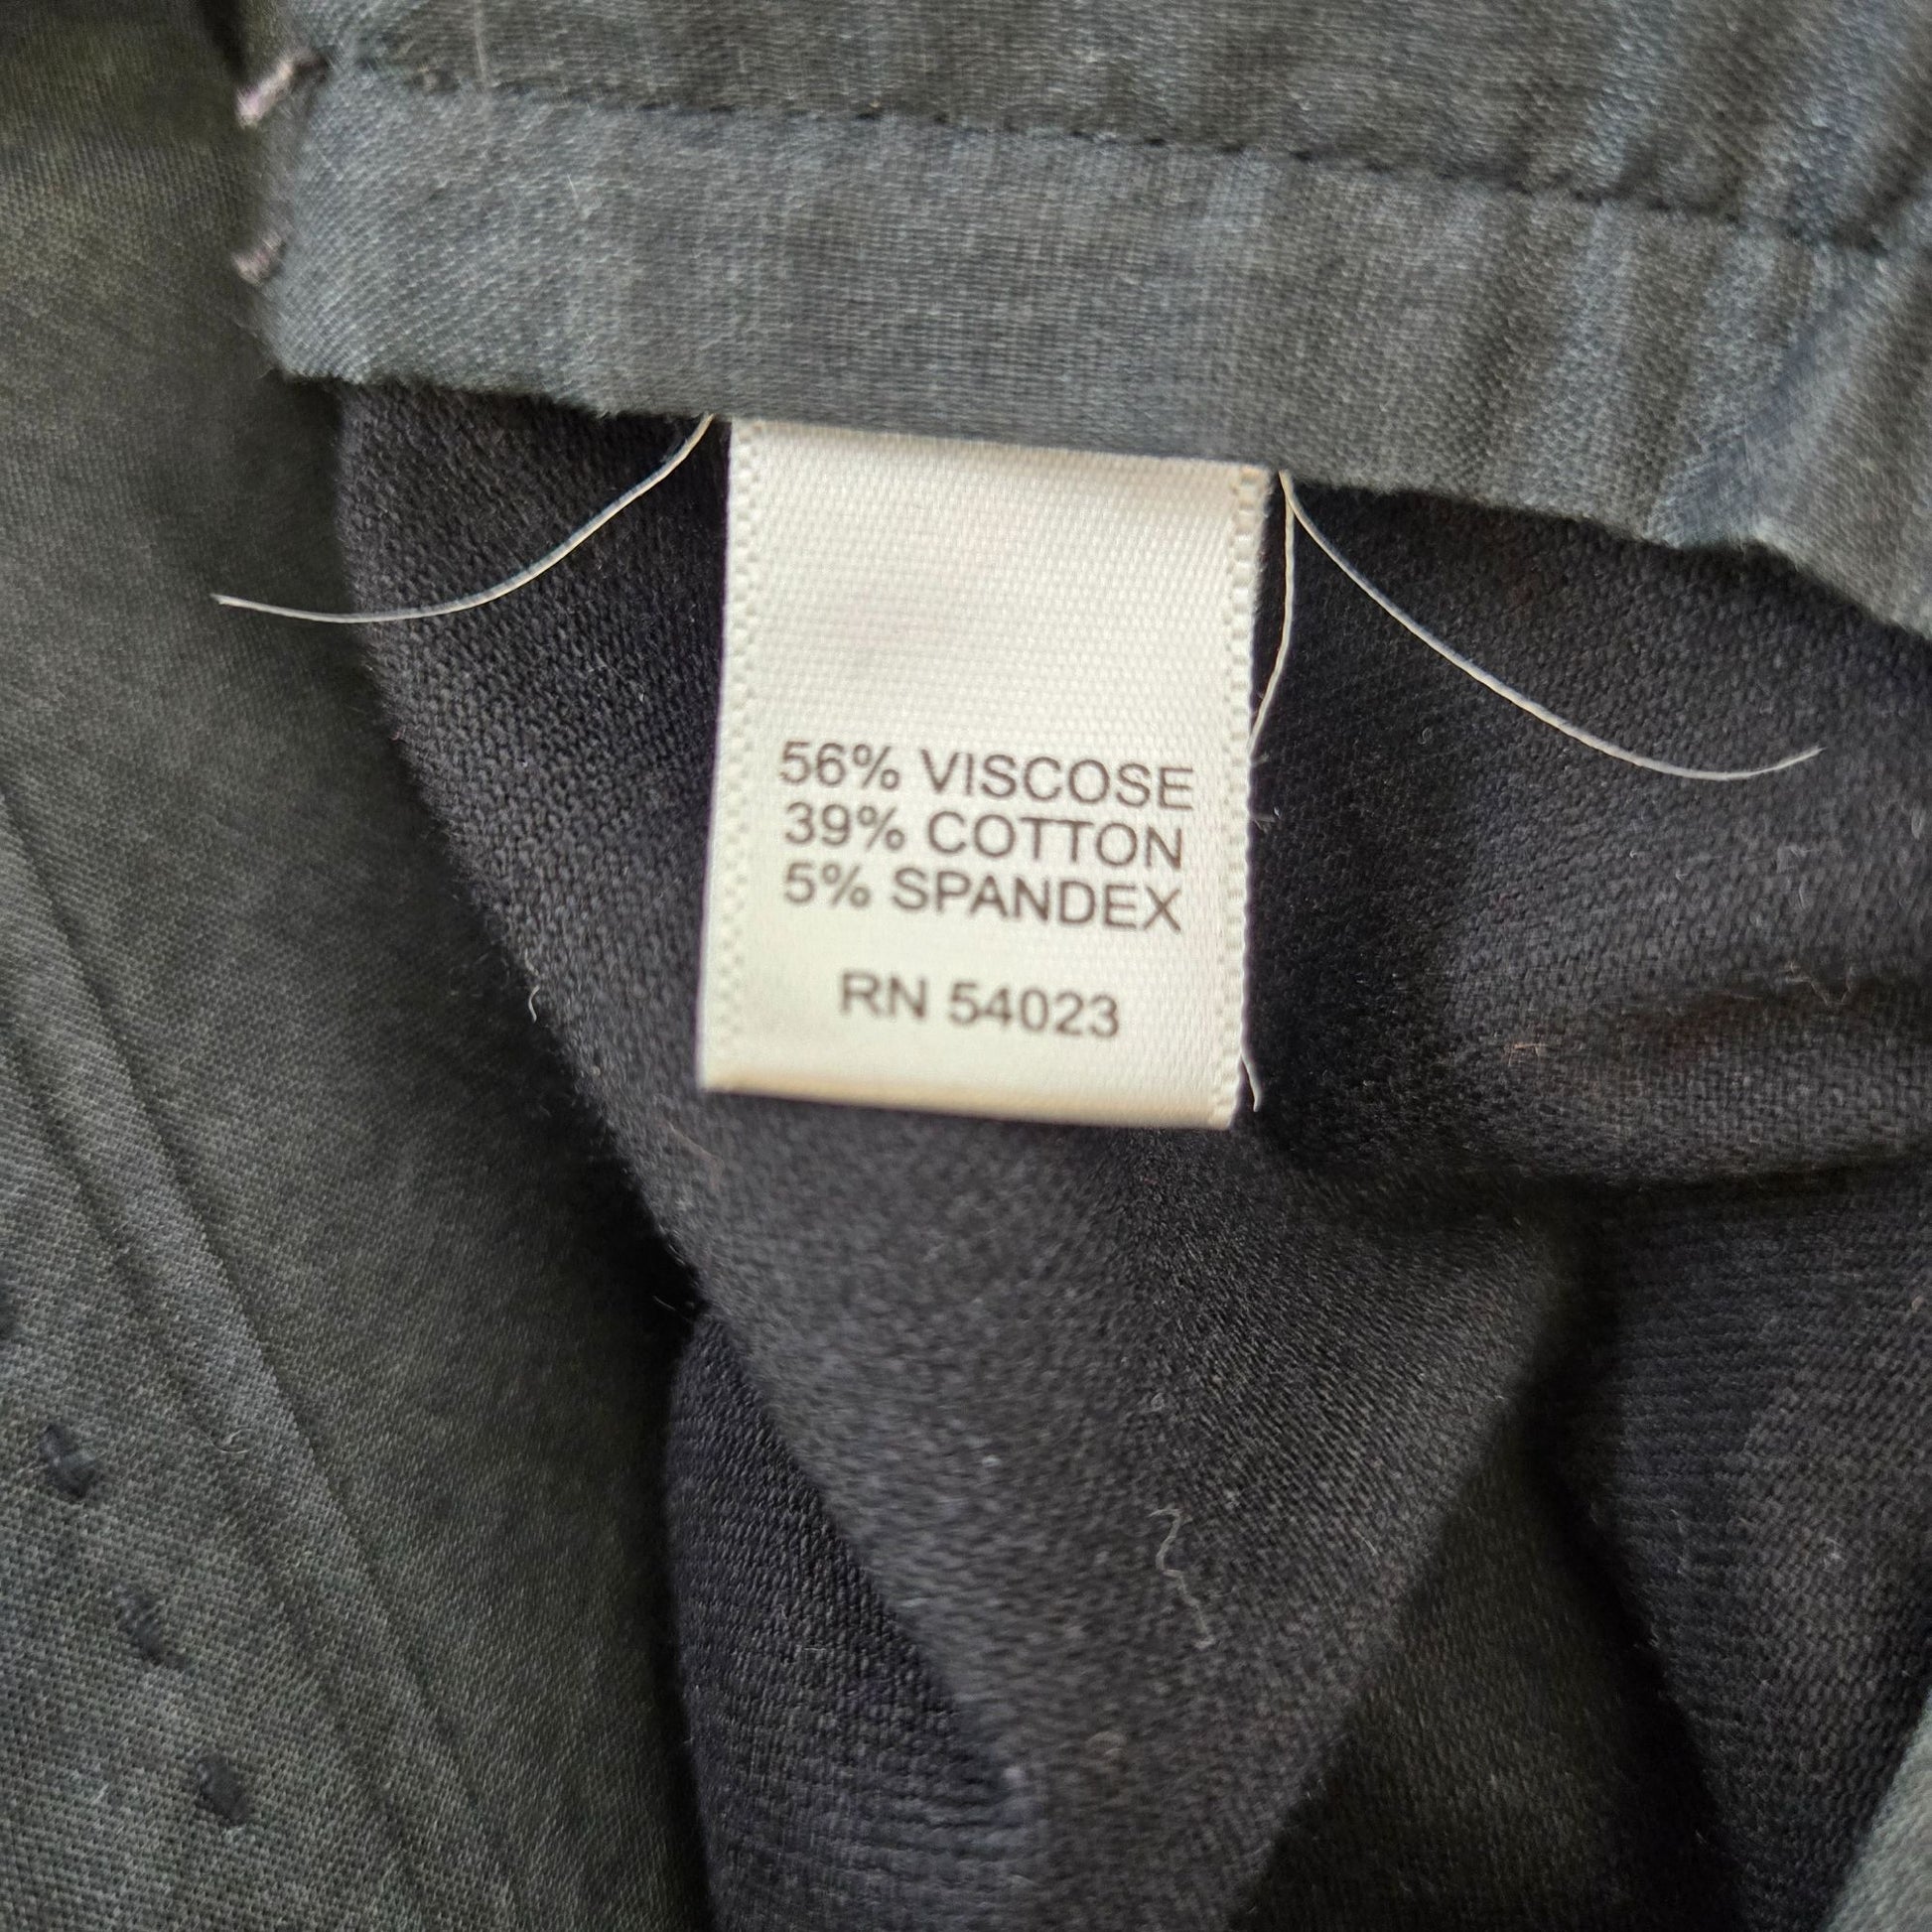 56% VISCOSE
39% COTTON
5% SPANDEX
RN 54023